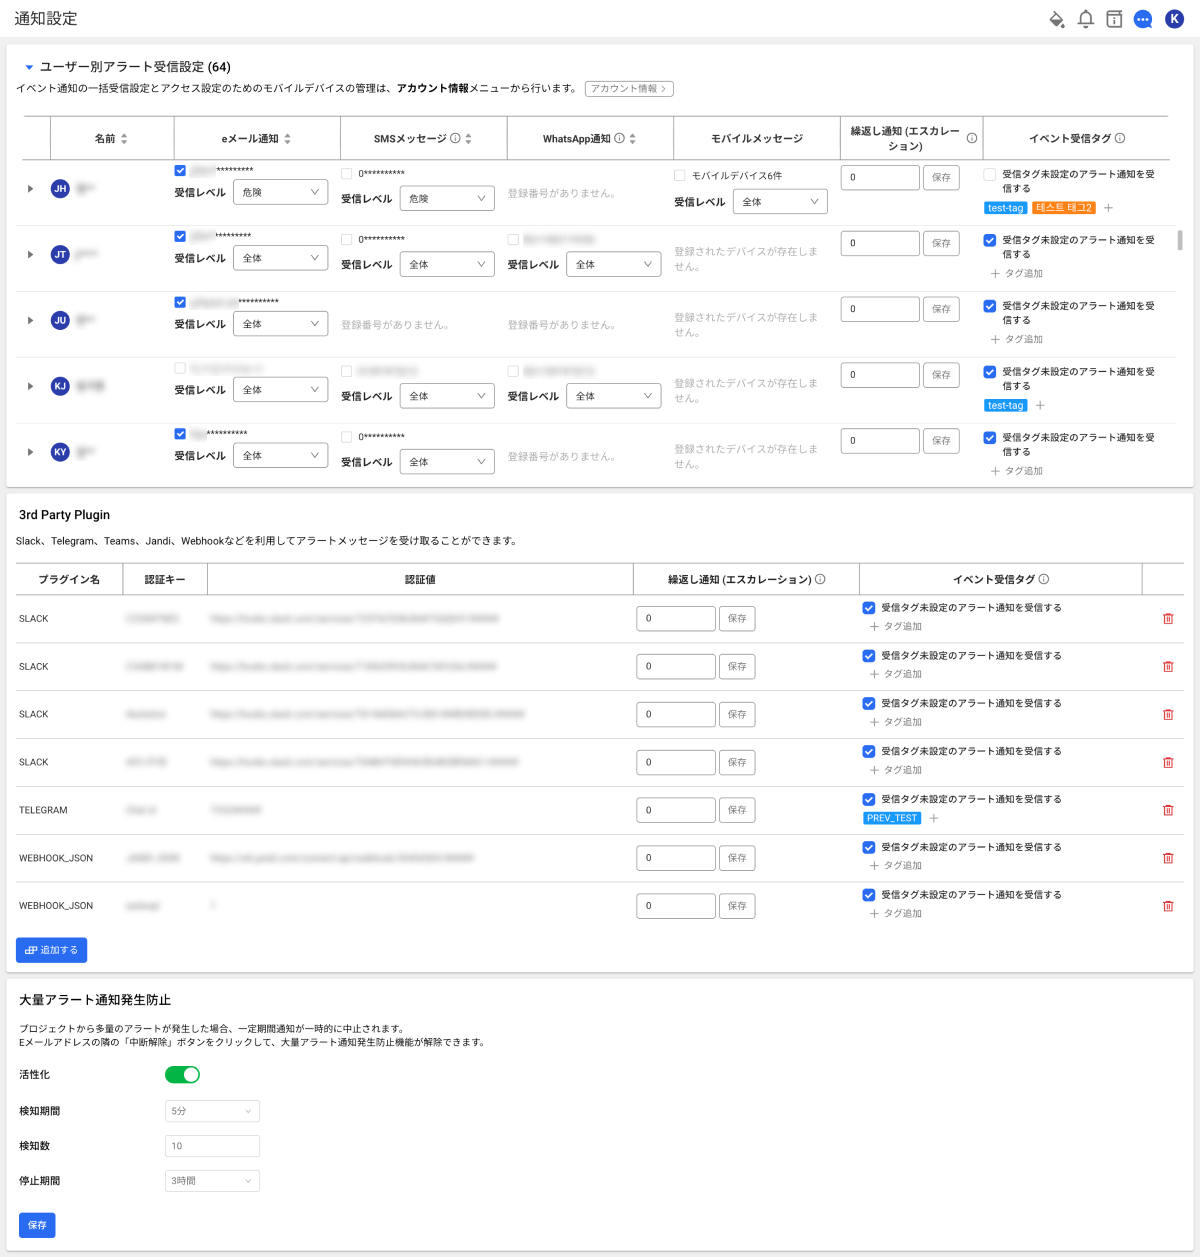 通知設定
K
ユーザー別アラート受信設定 (64)
イベント通知の一括受信設定とアクセス設定のためのモバイルデバイスの管理は、アカウント情報メニューから行います。 アカウント情報 >
名前 eメール通知 SMSメッセージ WhatsApp通知 モバイルメッセージ 繰返し通知 (エスカレーション) イベント受信タグ
JH
*********
受信レベル 危険
0**********
受信レベル 危険
登録番号がありません。
モバイルデバイス6件
受信レベル 全体
0 保存
受信タグ未設定のアラート通知を受信する
test-tag テスト 태그2 +
JT
*********
受信レベル 全体
0**********
受信レベル 全体
受信レベル 全体
登録されたデバイスが存在しません。
0 保存
受信タグ未設定のアラート通知を受信する
+ タグ追加
JU
**********
受信レベル 全体
登録番号がありません。
登録番号がありません。
登録されたデバイスが存在しません。
0 保存
受信タグ未設定のアラート通知を受信する
+ タグ追加
KJ
受信レベル 全体
受信レベル 全体
受信レベル 全体
登録されたデバイスが存在しません。
0 保存
受信タグ未設定のアラート通知を受信する
test-tag +
KY
**********
受信レベル 全体
0**********
受信レベル 全体
登録番号がありません。
登録されたデバイスが存在しません。
0 保存
受信タグ未設定のアラート通知を受信する
+ タグ追加
3rd Party Plugin
Slack、Telegram、Teams、Jandi、Webhookなどを利用してアラートメッセージを受け取ることができます。
プラグイン名 認証キー 認証値 繰返し通知 (エスカレーション) イベント受信タグ
SLACK 0 保存 受信タグ未設定のアラート通知を受信する
+ タグ追加
SLACK 0 保存 受信タグ未設定のアラート通知を受信する
+ タグ追加
SLACK 0 保存 受信タグ未設定のアラート通知を受信する
+ タグ追加
SLACK 0 保存 受信タグ未設定のアラート通知を受信する
+ タグ追加
TELEGRAM 0 保存 受信タグ未設定のアラート通知を受信する
PREV_TEST +
WEBHOOK_JSON 0 保存 受信タグ未設定のアラート通知を受信する
+ タグ追加
WEBHOOK_JSON 0 保存 受信タグ未設定のアラート通知を受信する
+ タグ追加
追加する
大量アラート通知発生防止
プロジェクトから多量のアラートが発生した場合、一定期間通知が一時的に中止されます。
Eメールアドレスの隣の「中断解除」ボタンをクリックして、大量アラート通知発生防止機能が解除できます。
活性化
検知期間 5分
検知数 10
停止期間 3時間
保存